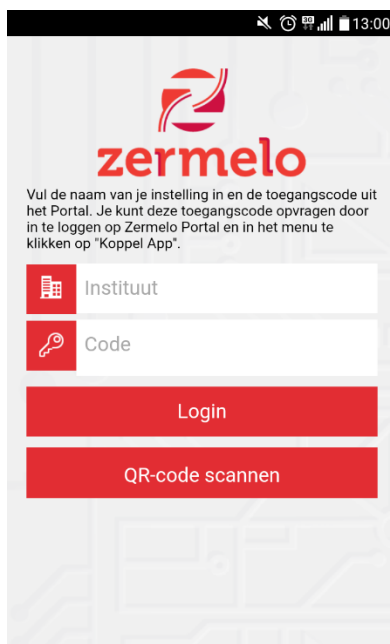 3G
13:00
zermelo
Vul de naam van je instelling in en de toegangscode uit
het Portal. Je kunt deze toegangscode opvragen door
in te loggen op Zermelo Portal en in het menu te
klikken op "Koppel App".
Instituut
Code
Login
QR-code scannen